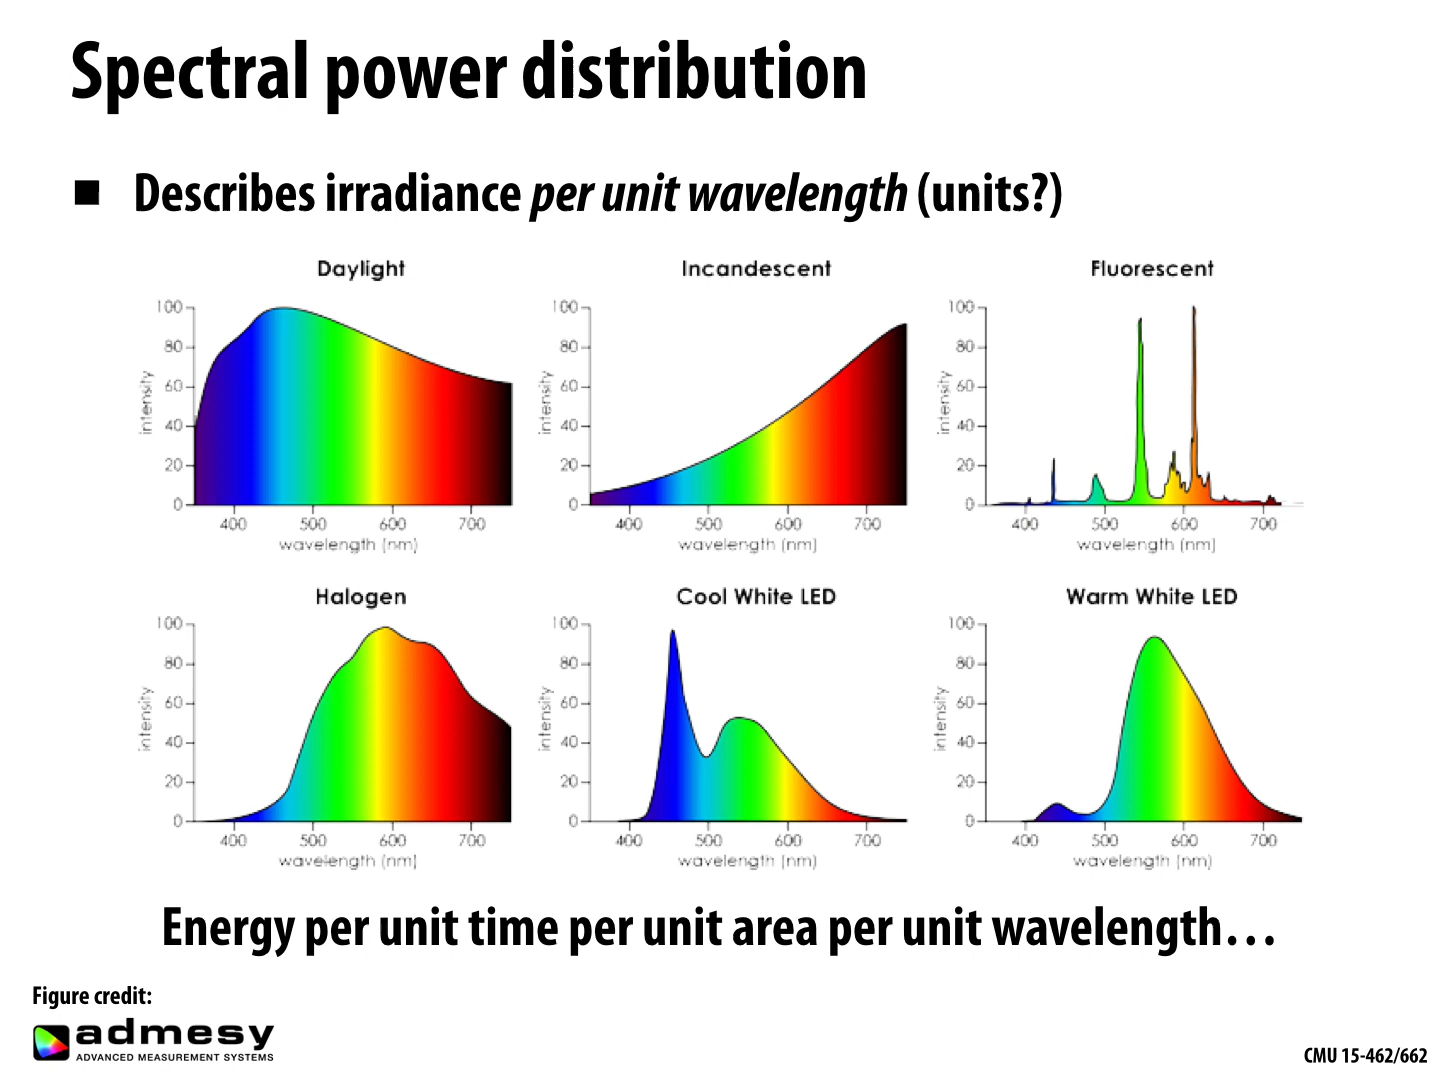 Spectral power distribution
■ Describes irradiance per unit wavelength (units?)
Daylight
100
80
60
40
20
0
intensity
400 500 600 700
wavelength (nm)
Incandescent
100
80
60
40
20
0
intensity
400 500 600 700
wavelength (nm)
Fluorescent
100
80
60
40
20
0
intensity
400 500 600 700
wavelength (nm)
Halogen
100
80
60
40
20
0
intensity
400 500 600 700
wavelength (nm)
Cool White LED
100
80
60
40
20
0
intensity
400 500 600 700
wavelength (nm)
Warm White LED
100
80
60
40
20
0
intensity
400 500 600 700
wavelength (nm)
Energy per unit time per unit area per unit wavelength…
Figure credit:
admesy
ADVANCED MEASUREMENT SYSTEMS
CMU 15-462/662